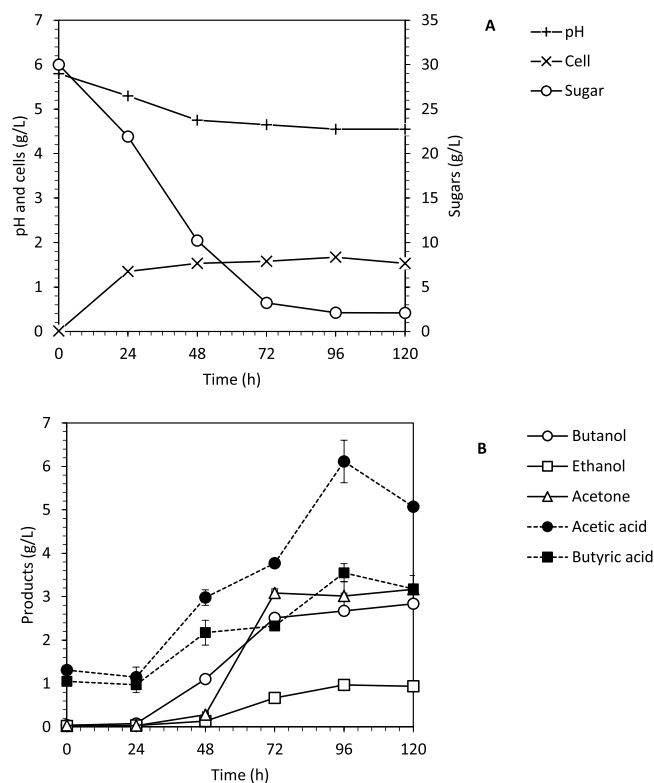 A
pH
Cell
Sugar
pH and cells (g/L)
7
6
5
4
3
2
1
0
Sugars (g/L)
35
30
25
20
15
10
5
0
0 24 48 72 96 120
Time (h)
B
Butanol
Ethanol
Acetone
Acetic acid
Butyric acid
Products (g/L)
7
6
5
4
3
2
1
0
0 24 48 72 96 120
Time (h)